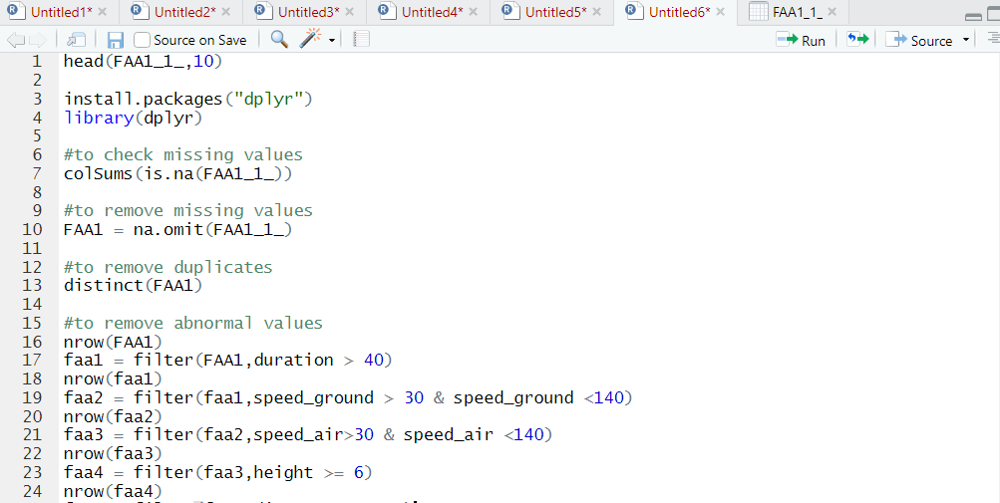 Untitled1* Untitled2* Untitled3* Untitled4* Untitled5* Untitled6* FAA1_1_
Source on Save Run Source
1 head(FAA1_1_,10)
2
3 install.packages("dplyr")
4 library(dplyr)
5
6 #to check missing values
7 colSums(is.na(FAA1_1_))
8
9 #to remove missing values
10 FAA1 = na.omit(FAA1_1_)
11
12 #to remove duplicates
13 distinct(FAA1)
14
15 #to remove abnormal values
16 nrow(FAA1)
17 faa1 = filter(FAA1,duration > 40)
18 nrow(faa1)
19 faa2 = filter(faa1,speed_ground > 30 & speed_ground <140)
20 nrow(faa2)
21 faa3 = filter(faa2,speed_air>30 & speed_air <140)
22 nrow(faa3)
23 faa4 = filter(faa3,height >= 6)
24 nrow(faa4)